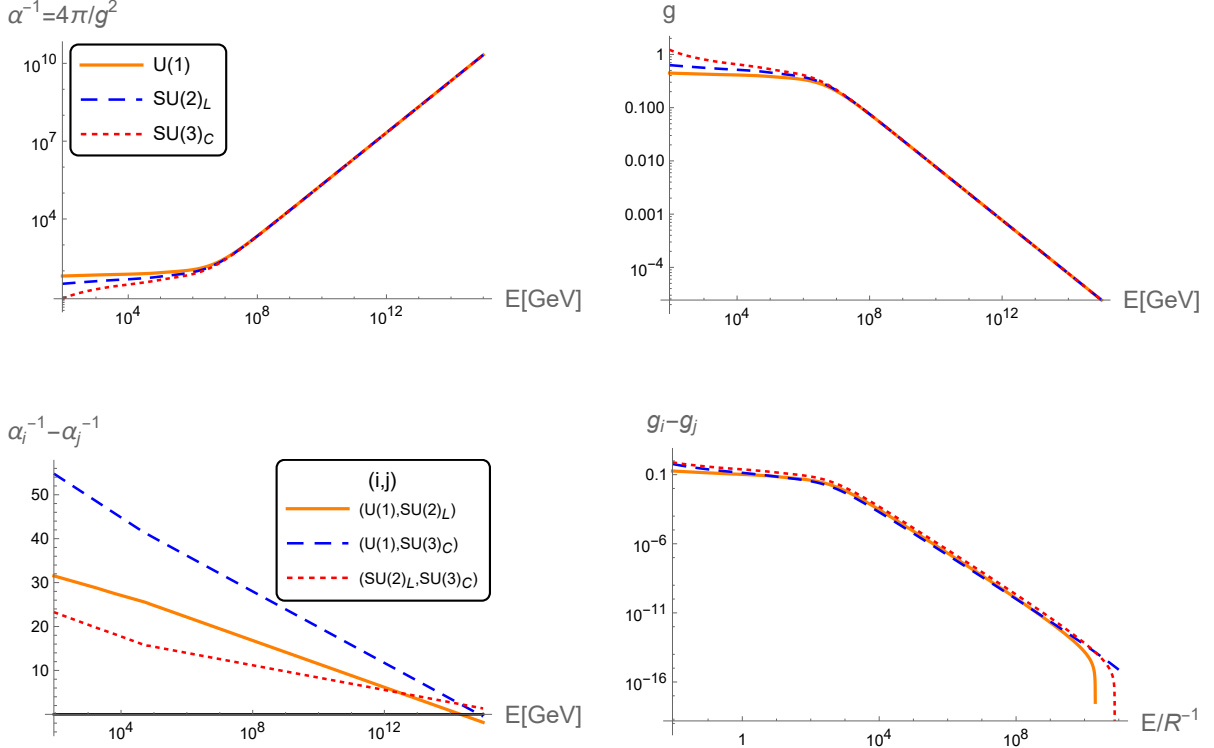 α⁻¹=4π/g²
10¹⁰
10⁷
10⁴
U(1)
SU(2)L
SU(3)C
10⁴
10⁸
10¹²
E[GeV]
g
1
0.100
0.010
0.001
10⁻⁴
10⁴
10⁸
10¹²
E[GeV]
αᵢ⁻¹−αⱼ⁻¹
50
40
30
20
10
0
(i,j)
(U(1),SU(2)L)
(U(1),SU(3)C)
(SU(2)L,SU(3)C)
10⁴
10⁸
10¹²
E[GeV]
gᵢ−gⱼ
0.1
10⁻⁶
10⁻¹¹
10⁻¹⁶
1
10⁴
10⁸
E/R⁻¹